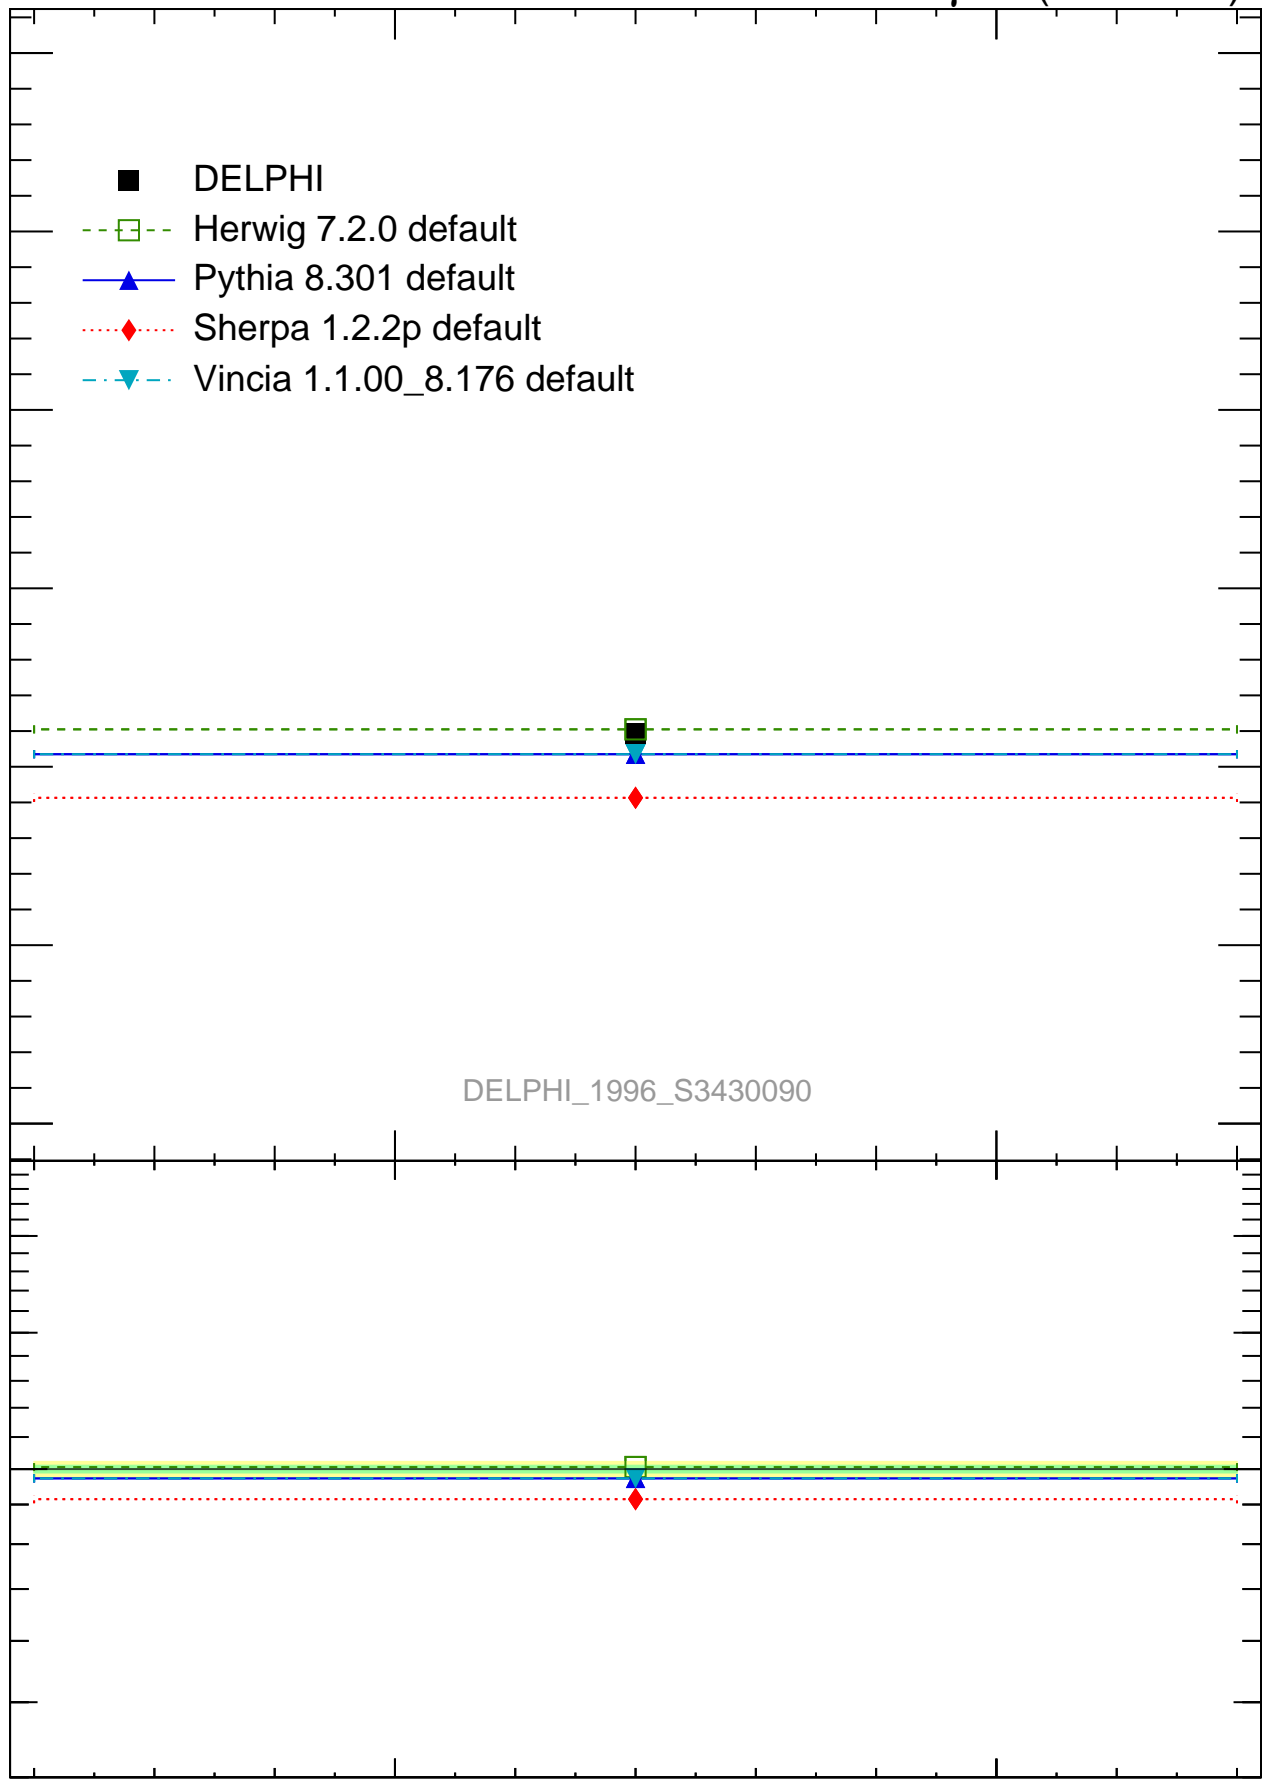 DELPHI
Herwig 7.2.0 default
Pythia 8.301 default
Sherpa 1.2.2p default
Vincia 1.1.00_8.176 default
DELPHI_1996_S3430090